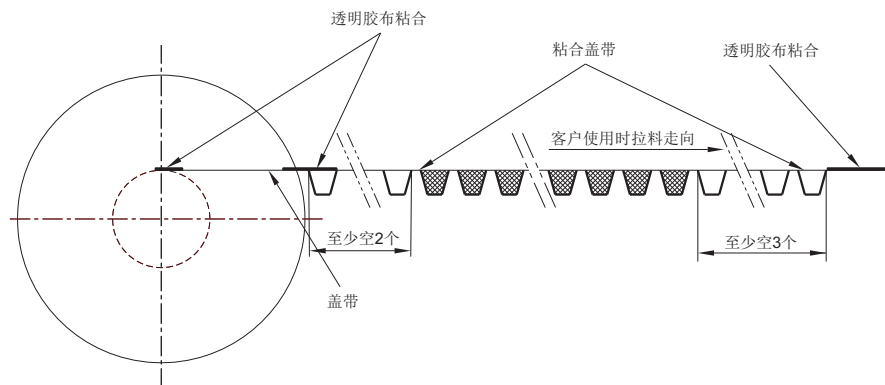 透明胶布粘合
粘合盖带
透明胶布粘合
客户使用时拉料走向
至少空2个
至少空3个
盖带